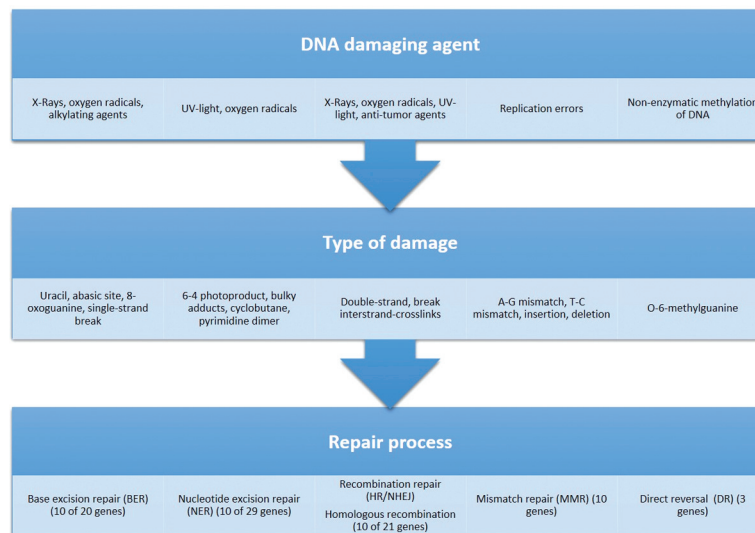 DNA damaging agent
X-Rays, oxygen radicals,
alkylating agents
UV-light, oxygen radicals
X-Rays, oxygen radicals, UV-
light, anti-tumor agents
Replication errors
Non-enzymatic methylation
of DNA
Type of damage
Uracil, abasic site, 8-
oxoguanine, single-strand
break
6-4 photoproduct, bulky
adducts, cyclobutane,
pyrimidine dimer
Double-strand, break
interstrand-crosslinks
A-G mismatch, T-C
mismatch, insertion, deletion
O-6-methylguanine
Repair process
Base excision repair (BER)
(10 of 20 genes)
Nucleotide excision repair
(NER) (10 of 29 genes)
Recombination repair
(HR/NHEJ)
Homologous recombination
(10 of 21 genes)
Mismatch repair (MMR) (10
genes)
Direct reversal (DR) (3
genes)